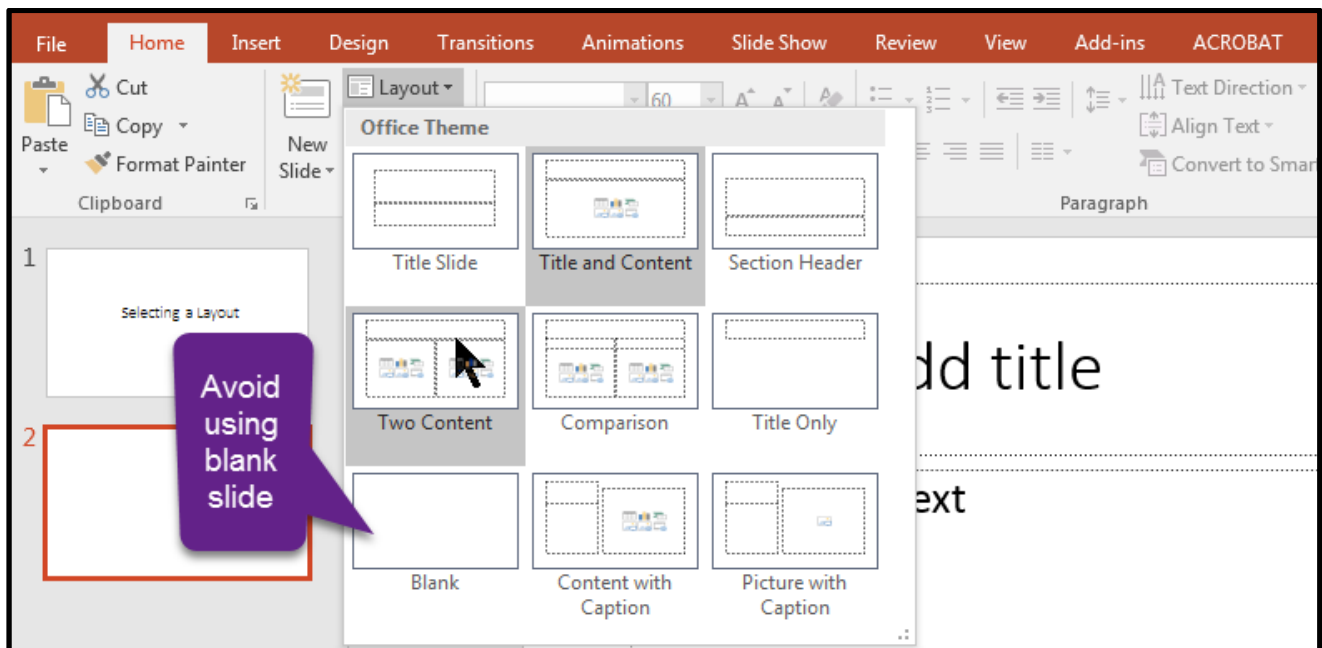 File Home Insert Design Transitions Animations Slide Show Review View Add-ins ACROBAT
Cut
Copy
Format Painter
Paste
Clipboard
New
Slide
Layout
60
Text Direction
Align Text
Convert to Smar
Paragraph
Office Theme
Title Slide Title and Content Section Header
Two Content Comparison Title Only
Blank Content with Caption Picture with Caption
1
Selecting a Layout
2
Avoid
using
blank
slide
dd title
ext